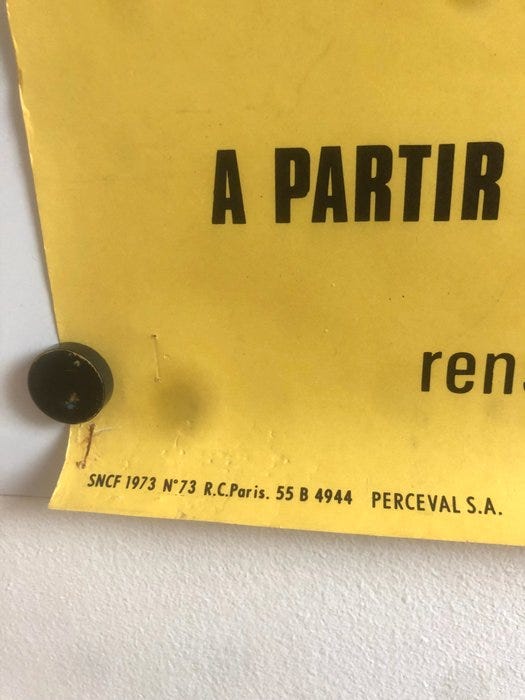 A PARTIR
ren
SNCF 1973 N°73 R.C.Paris. 55 B 4944 PERCEVAL S.A.